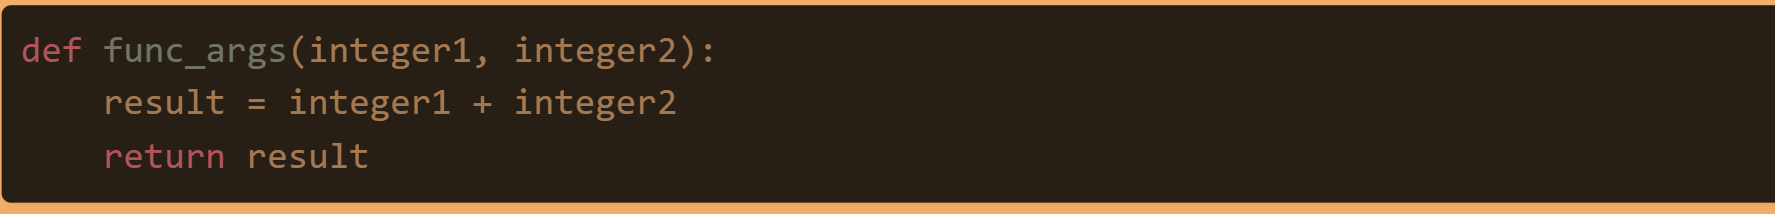 def func_args(integer1, integer2):
    result = integer1 + integer2
    return result